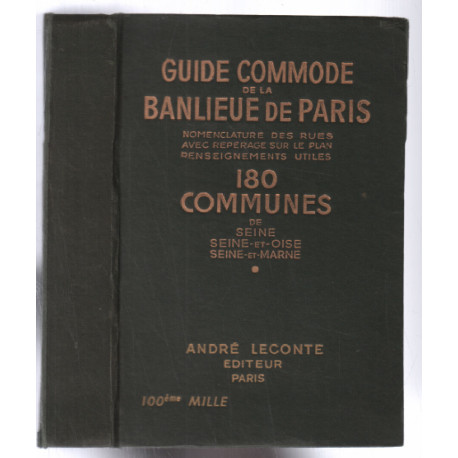 GUIDE COMMODE
DE LA
BANLIEUE DE PARIS
NOMENCLATURE DES RUES
AVEC REPÉRAGE SUR LE PLAN
RENSEIGNEMENTS UTILES
180
COMMUNES
DE
SEINE
SEINE-ET-OISE
SEINE-ET-MARNE
ANDRÉ LECONTE
EDITEUR
PARIS
100ème MILLE